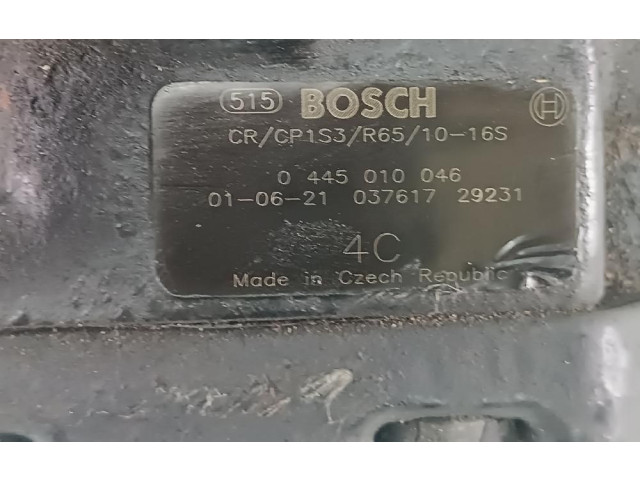 515 BOSCH
CR/CP1S3/R65/10-16S
0 445 010 046
01-06-21 037617 29231
4C
Made in Czech Republic